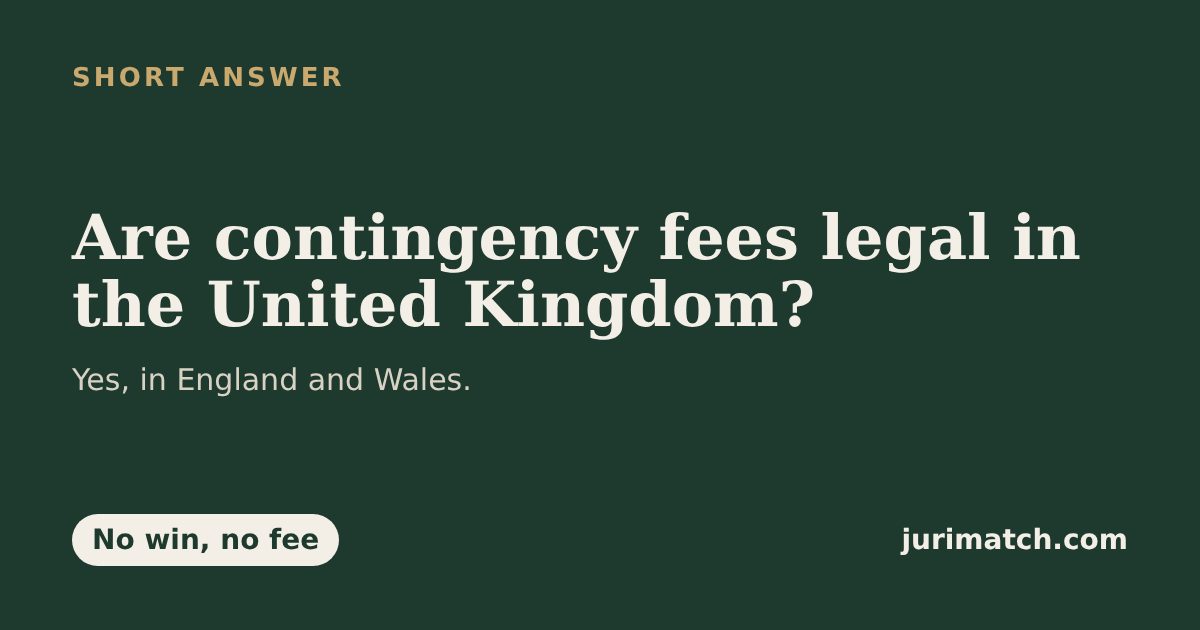 SHORT ANSWER
Are contingency fees legal in
the United Kingdom?
Yes, in England and Wales.
No win, no fee
jurimatch.com